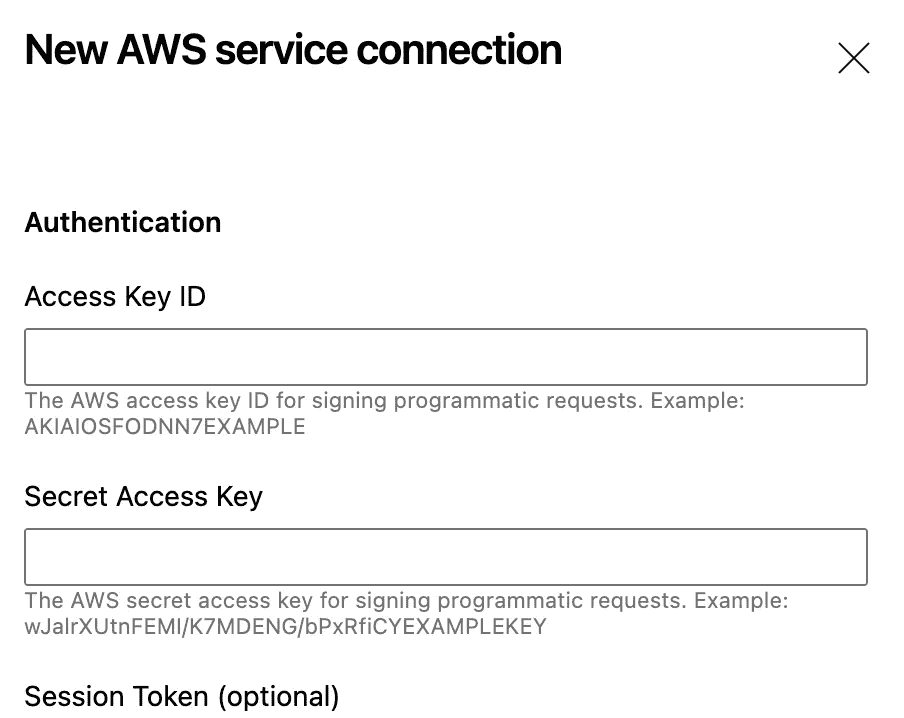 New AWS service connection
Authentication
Access Key ID
The AWS access key ID for signing programmatic requests. Example:
AKIAIOSFODNN7EXAMPLE
Secret Access Key
The AWS secret access key for signing programmatic requests. Example:
wJalrXUtnFEMI/K7MDENG/bPxRfiCYEXAMPLEKEY
Session Token (optional)